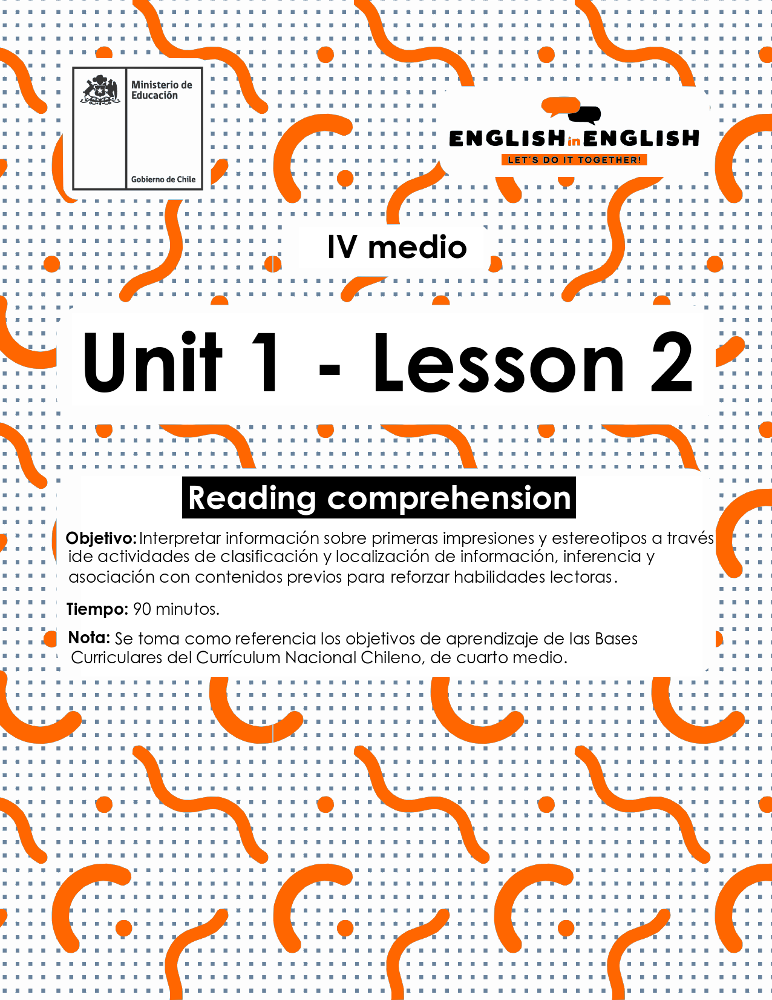 Ministerio de
Educación
Gobierno de Chile
ENGLISH in ENGLISH
LET'S DO IT TOGETHER!
IV medio
Unit 1 - Lesson 2
Reading comprehension
Objetivo: Interpretar información sobre primeras impresiones y estereotipos a través
ide actividades de clasificación y localización de información, inferencia y
asociación con contenidos previos para reforzar habilidades lectoras.
Tiempo: 90 minutos.
Nota: Se toma como referencia los objetivos de aprendizaje de las Bases
Curriculares del Currículum Nacional Chileno, de cuarto medio.